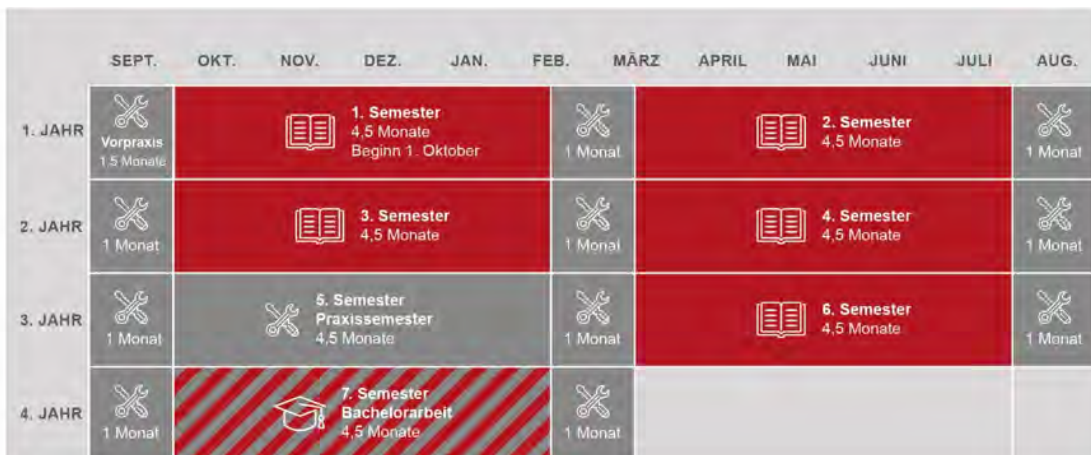 SEPT. OKT. NOV. DEZ. JAN. FEB. MÄRZ APRIL MAI JUNI JULI AUG.
1. JAHR
Vorpraxis
1,5 Monate
1. Semester
4,5 Monate
Beginn 1. Oktober
1 Monat
2. Semester
4,5 Monate
1 Monat
2. JAHR
1 Monat
3. Semester
4,5 Monate
1 Monat
4. Semester
4,5 Monate
1 Monat
3. JAHR
1 Monat
5. Semester
Praxissemester
4,5 Monate
1 Monat
6. Semester
4,5 Monate
1 Monat
4. JAHR
1 Monat
7. Semester
Bachelorarbeit
4,5 Monate
1 Monat